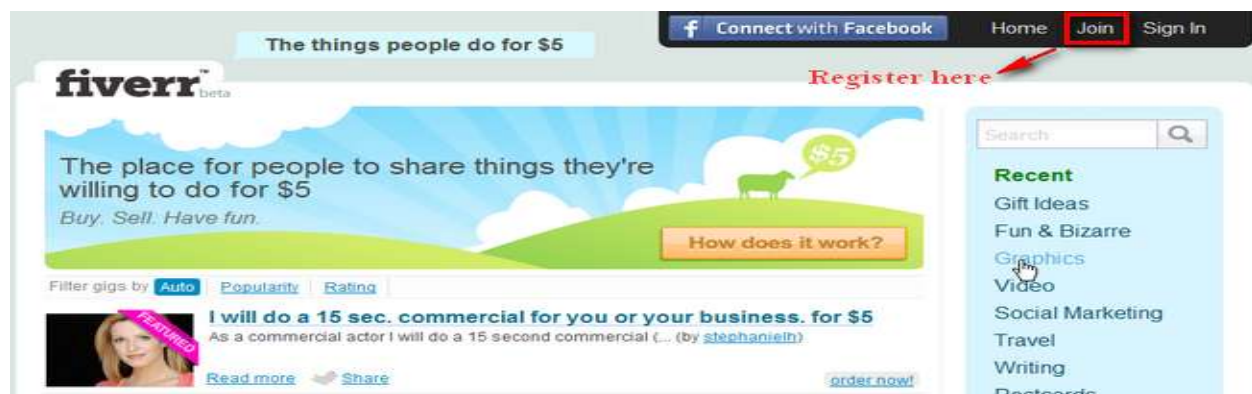 The things people do for $5
f Connect with Facebook
Home Join Sign In
Register here
fiverr™
beta
The place for people to share things they're
willing to do for $5
Buy. Sell. Have fun.
$5
How does it work?
Filter gigs by Auto Popularity Rating
FEATURED
I will do a 15 sec. commercial for you or your business. for $5
As a commercial actor I will do a 15 second commercial (... (by stephanielh)
Read more Share order now!
Search
Recent
Gift Ideas
Fun & Bizarre
Graphics
Video
Social Marketing
Travel
Writing
Postcards